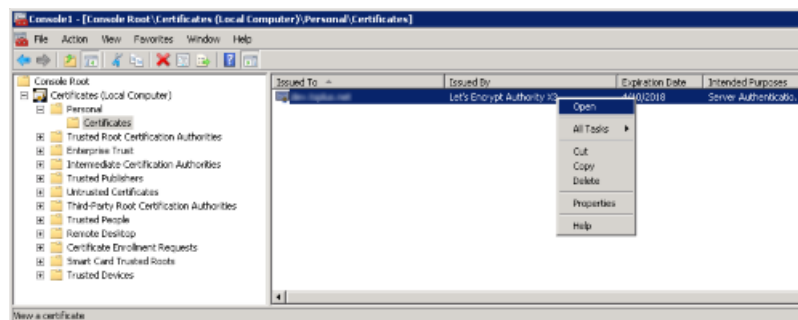 Console1 - [Console Root\Certificates (Local Computer)\Personal\Certificates]
File Action View Favorites Window Help
Console Root
Certificates (Local Computer)
Personal
Certificates
Trusted Root Certification Authorities
Enterprise Trust
Intermediate Certification Authorities
Trusted Publishers
Untrusted Certificates
Third-Party Root Certification Authorities
Trusted People
Remote Desktop
Certificate Enrollment Requests
Smart Card Trusted Roots
Trusted Devices
Issued To Issued By Expiration Date Intended Purposes
Let's Encrypt Authority X3 /2018 Server Authenticatio..
Open
All Tasks
Cut
Copy
Delete
Properties
Help
View a certificate